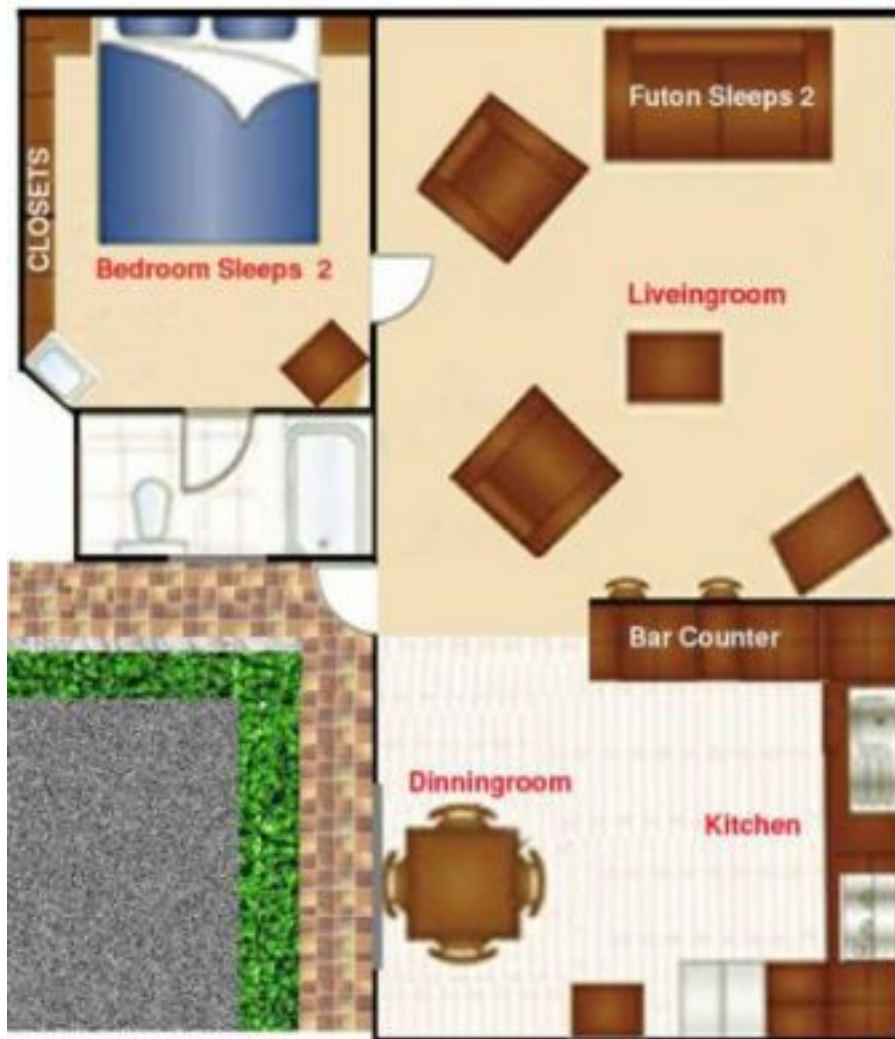 Futon Sleeps 2
CLOSETS
Bedroom Sleeps 2
Liveingroom
Bar Counter
Dinningroom
Kitchen